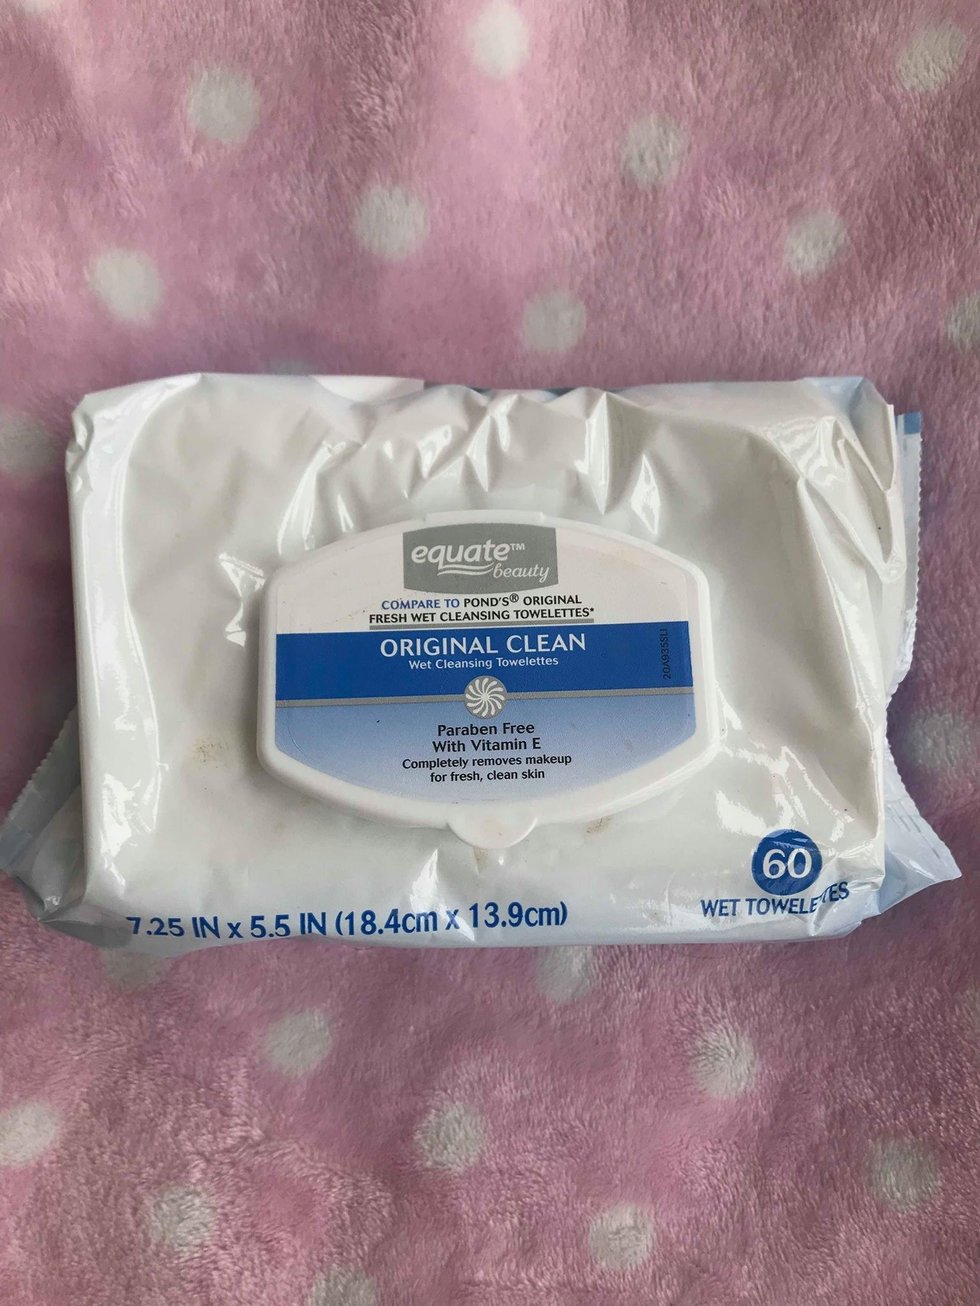 equate™
beauty
COMPARE TO POND'S® ORIGINAL
FRESH WET CLEANSING TOWELETTES*
ORIGINAL CLEAN
Wet Cleansing Towelettes
Paraben Free
With Vitamin E
Completely removes makeup
for fresh, clean skin
60
WET TOWELETTES
7.25 IN x 5.5 IN (18.4cm x 13.9cm)